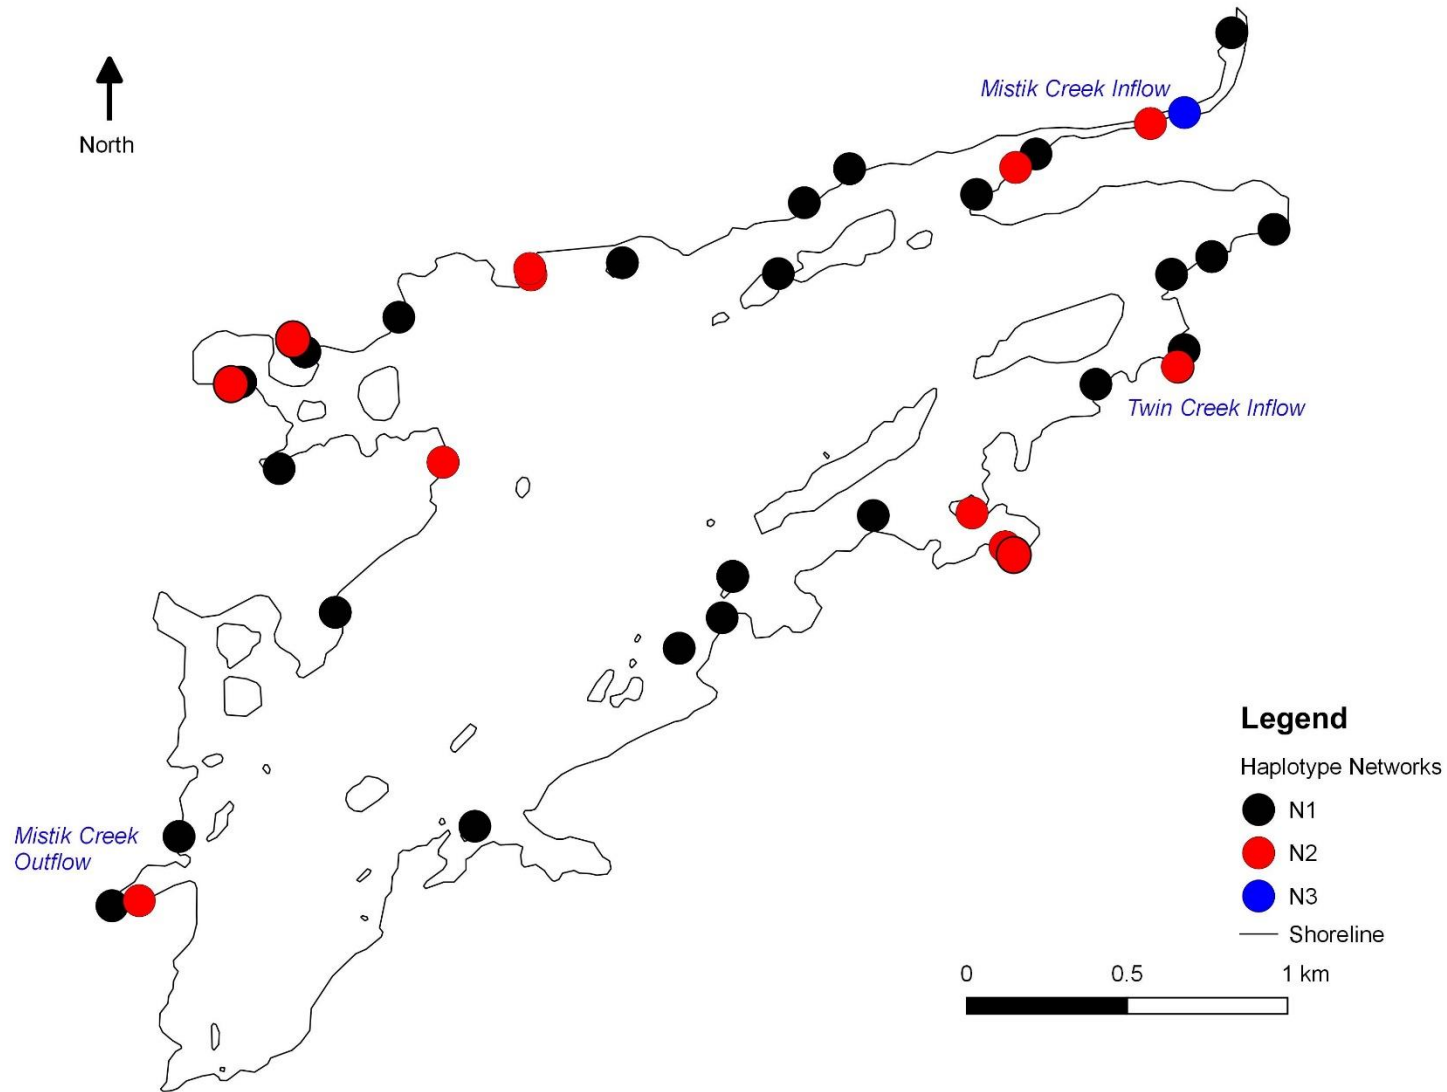 Mistik Creek Inflow
North
Twin Creek Inflow
Mistik Creek
Outflow
Legend
Haplotype Networks
N1
N2
N3
Shoreline
0 0.5 1 km